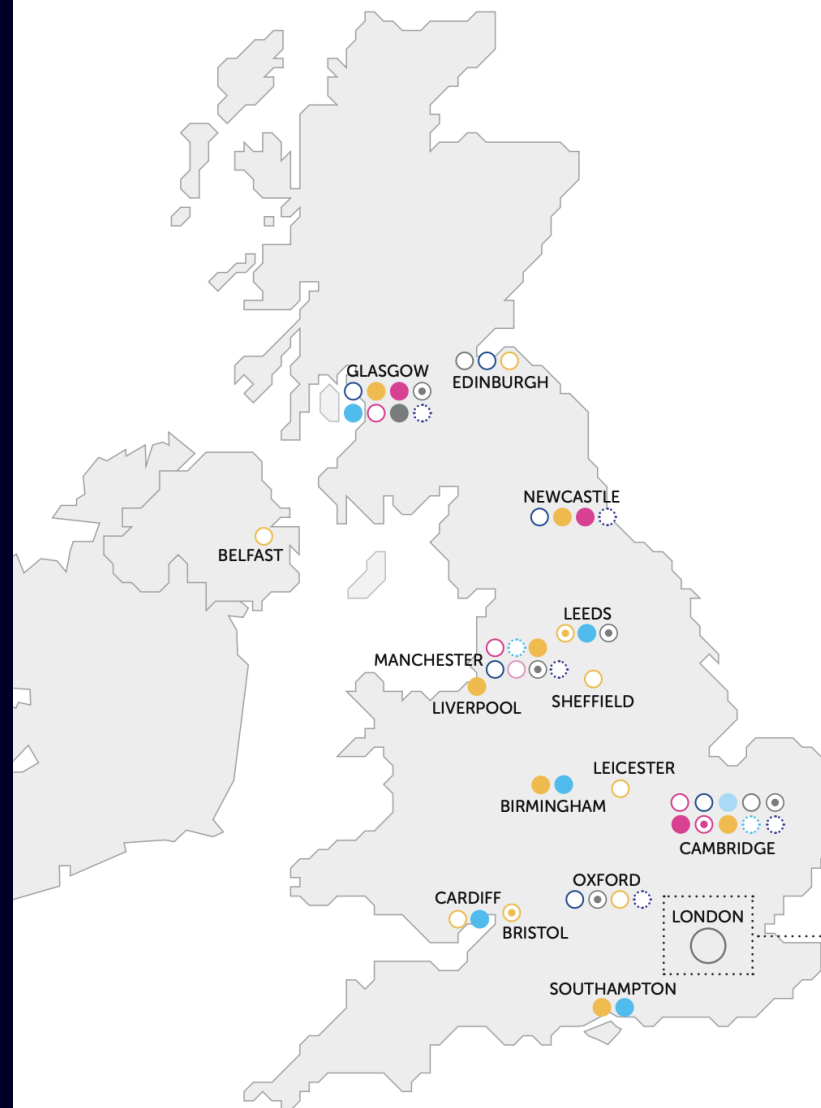 GLASGOW
EDINBURGH
NEWCASTLE
BELFAST
LEEDS
MANCHESTER
SHEFFIELD
LIVERPOOL
LEICESTER
BIRMINGHAM
CAMBRIDGE
OXFORD
CARDIFF
LONDON
BRISTOL
SOUTHAMPTON